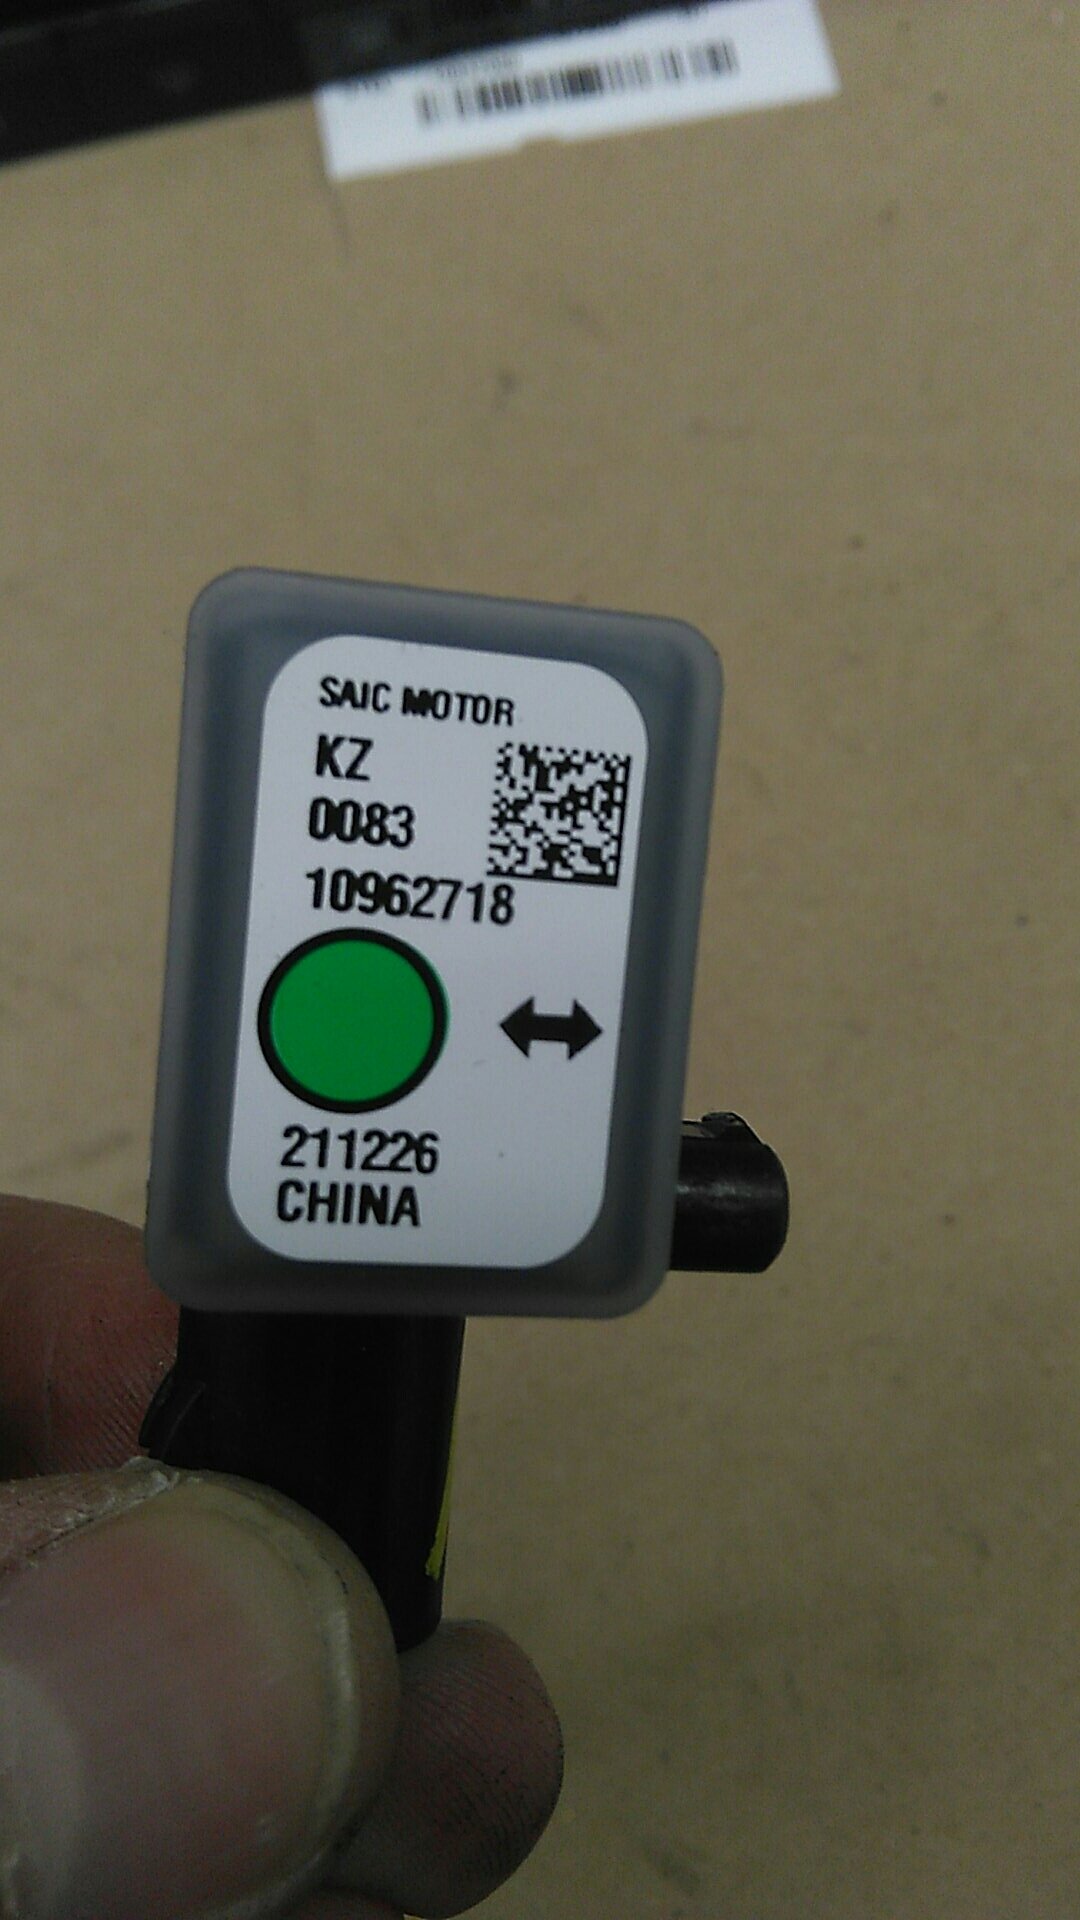 SAIC MOTOR
KZ
0083
10962718
211226
CHINA